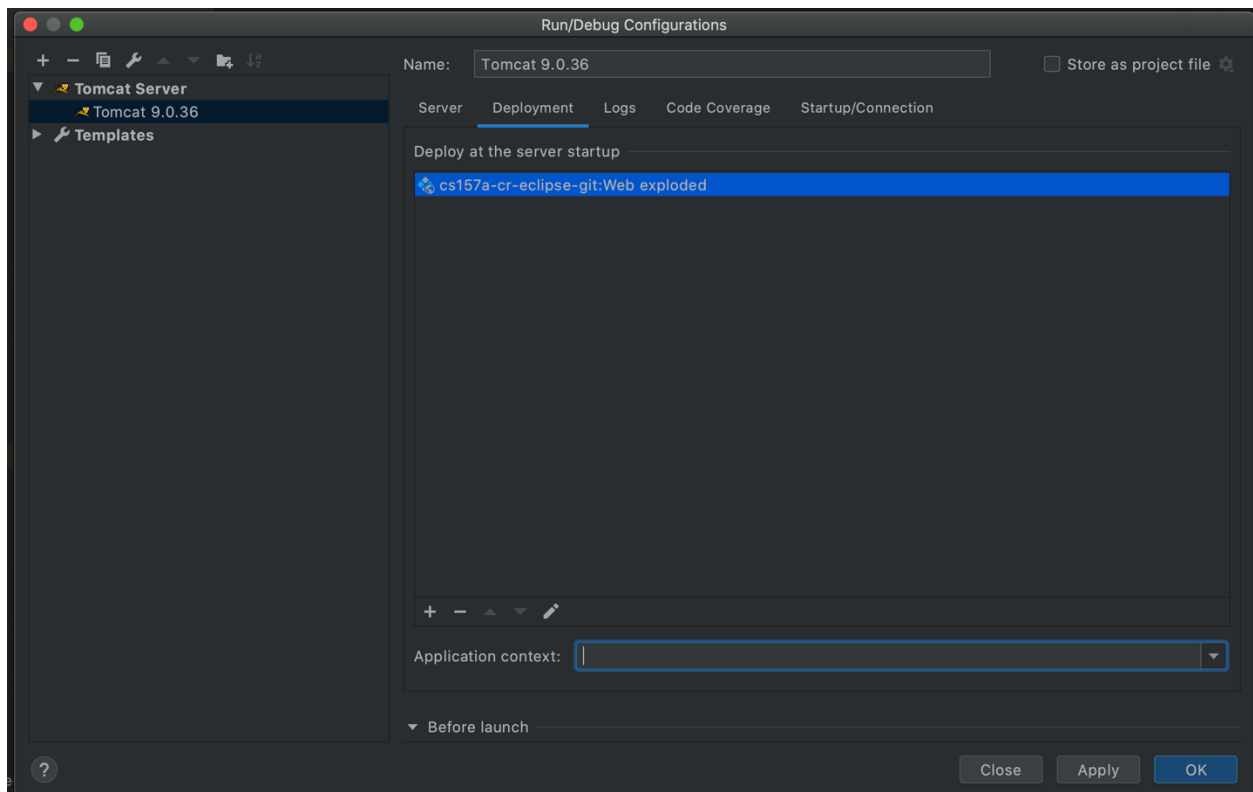 Run/Debug Configurations
Name: Tomcat 9.0.36 Store as project file
Tomcat Server
Tomcat 9.0.36
Templates
Server Deployment Logs Code Coverage Startup/Connection
Deploy at the server startup
cs157a-cr-eclipse-git:Web exploded
Application context:
Before launch
? Close Apply OK
e